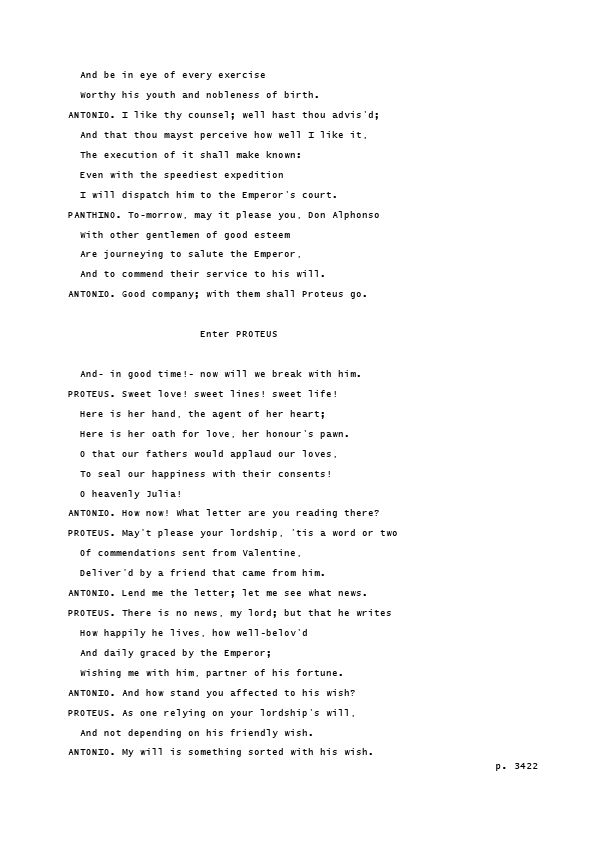 And be in eye of every exercise
Worthy his youth and nobleness of birth.
ANTONIO. I like thy counsel; well hast thou advis'd;
And that thou mayst perceive how well I like it,
The execution of it shall make known:
Even with the speediest expedition
I will dispatch him to the Emperor's court.
PANTHINO. To-morrow, may it please you, Don Alphonso
With other gentlemen of good esteem
Are journeying to salute the Emperor,
And to commend their service to his will.
ANTONIO. Good company; with them shall Proteus go.
Enter PROTEUS
And- in good time!- now will we break with him.
PROTEUS. Sweet love! sweet lines! sweet life!
Here is her hand, the agent of her heart;
Here is her oath for love, her honour's pawn.
O that our fathers would applaud our loves,
To seal our happiness with their consents!
O heavenly Julia!
ANTONIO. How now! What letter are you reading there?
PROTEUS. May't please your lordship, 'tis a word or two
Of commendations sent from Valentine,
Deliver'd by a friend that came from him.
ANTONIO. Lend me the letter; let me see what news.
PROTEUS. There is no news, my lord; but that he writes
How happily he lives, how well-belov'd
And daily graced by the Emperor;
Wishing me with him, partner of his fortune.
ANTONIO. And how stand you affected to his wish?
PROTEUS. As one relying on your lordship's will,
And not depending on his friendly wish.
ANTONIO. My will is something sorted with his wish.
p. 3422